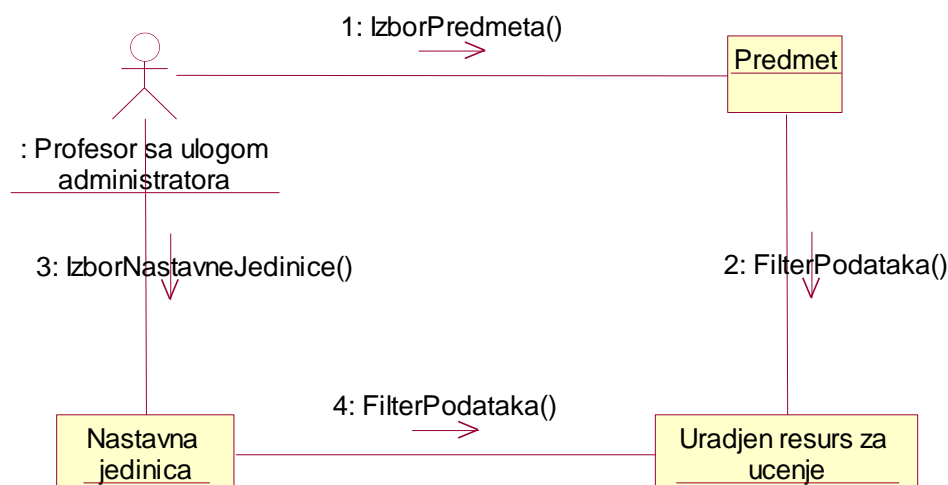 1: IzborPredmeta()
Predmet
: Profesor sa ulogom
administratora
3: IzborNastavneJedinice()
2: FilterPodataka()
4: FilterPodataka()
Nastavna
jedinica
Uradjen resurs za
ucenje